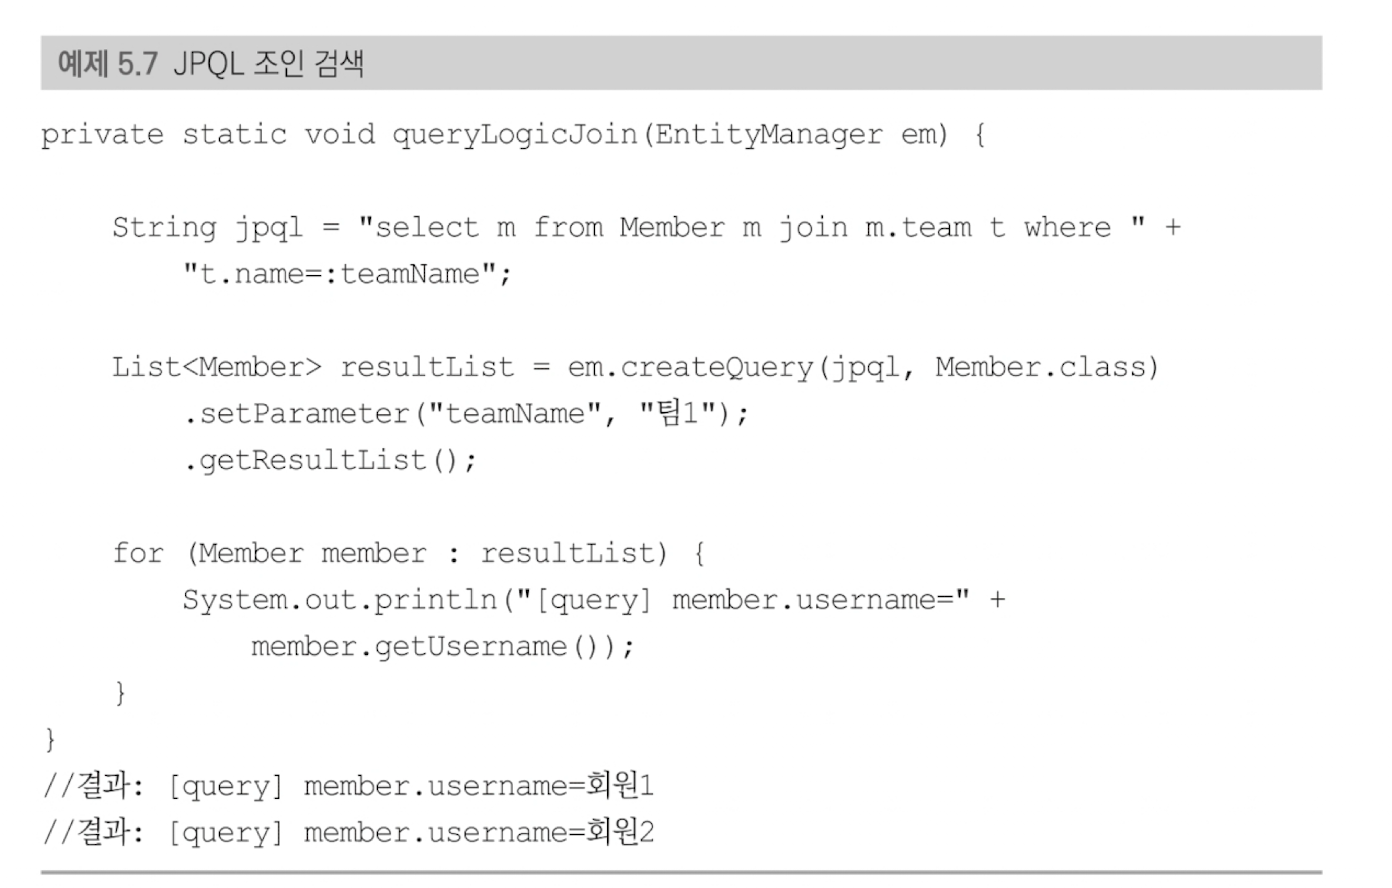 예제 5.7 JPQL 조인 검색
private static void queryLogicJoin(EntityManager em) {
    String jpql = "select m from Member m join m.team t where " +
        "t.name=:teamName";
    List<Member> resultList = em.createQuery(jpql, Member.class)
        .setParameter("teamName", "팀1");
        .getResultList();
    for (Member member : resultList) {
        System.out.println("[query] member.username=" +
            member.getUsername());
    }
}
//결과: [query] member.username=회원1
//결과: [query] member.username=회원2